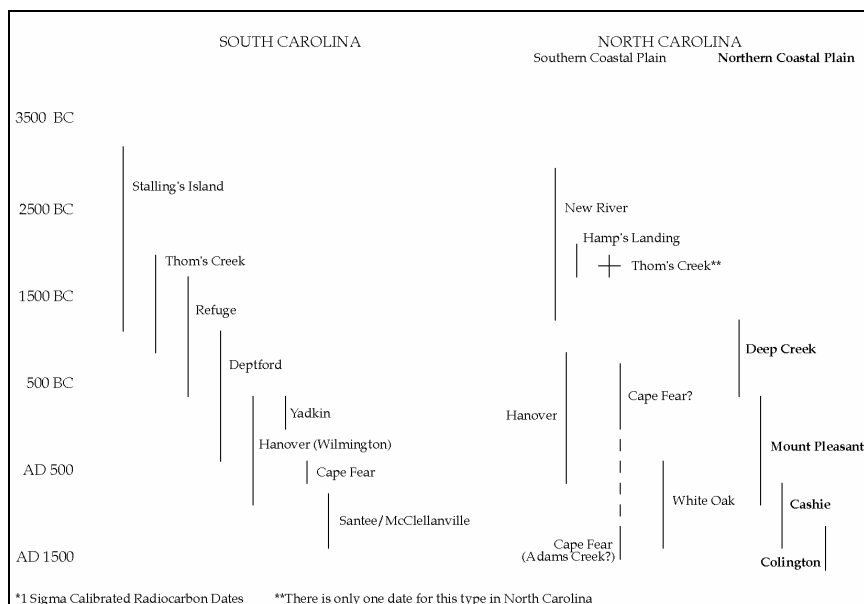 SOUTH CAROLINA
NORTH CAROLINA
Southern Coastal Plain
Northern Coastal Plain
3500 BC
Stalling's Island
2500 BC
New River
Hamp's Landing
Thom's Creek
Thom's Creek**
1500 BC
Refuge
Deep Creek
Deptford
500 BC
Cape Fear?
Yadkin
Hanover
Hanover (Wilmington)
Mount Pleasant
AD 500
Cape Fear
White Oak
Cashie
Santee/McClellanville
Cape Fear
(Adams Creek?)
AD 1500
Colington
*1 Sigma Calibrated Radiocarbon Dates
**There is only one date for this type in North Carolina